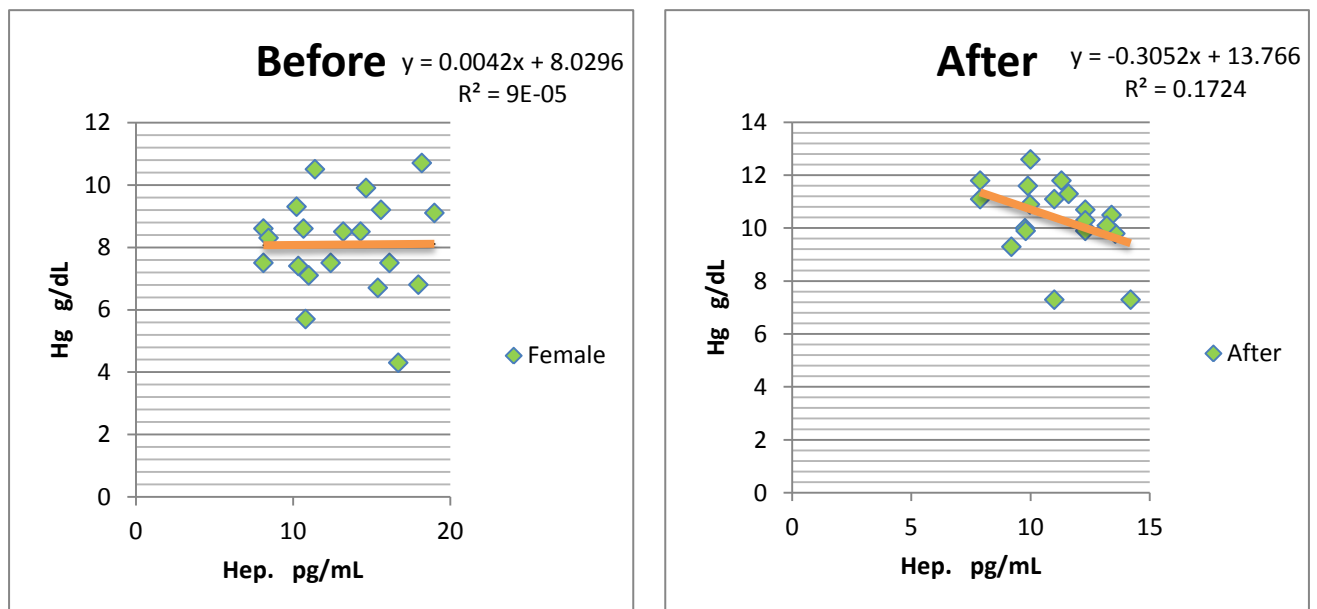 Before
y = 0.0042x + 8.0296
R² = 9E-05
12
10
8
6
4
2
0
0 10 20
Hg g/dL
Hep. pg/mL
Female
After
y = -0.3052x + 13.766
R² = 0.1724
14
12
10
8
6
4
2
0
0 5 10 15
Hg g/dL
Hep. pg/mL
After